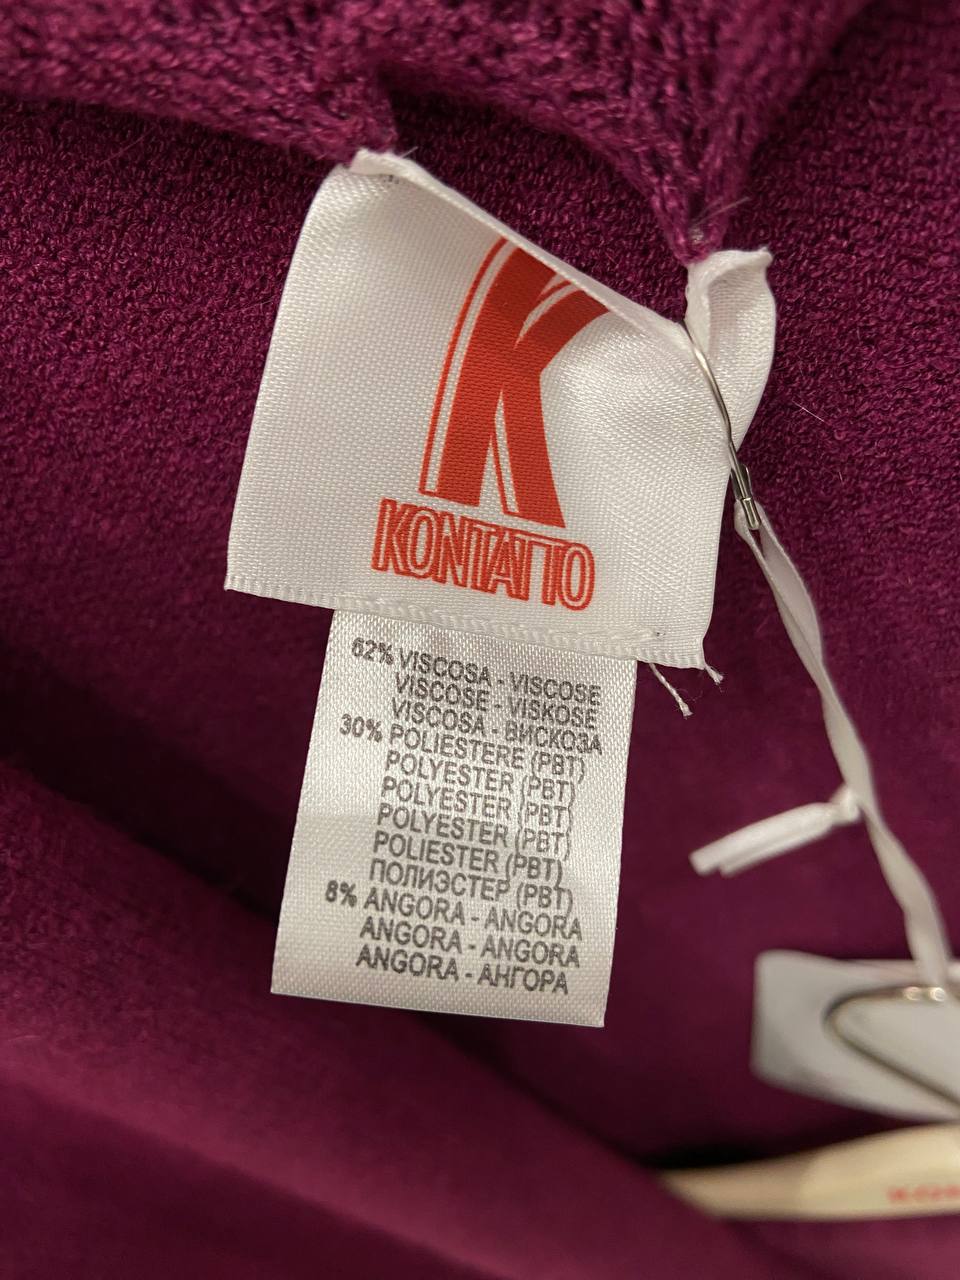 K
KONTATTO
62% VISCOSA - VISCOSE
VISCOSE - VISKOSE
VISCOSA - ВИСКОЗА
30% POLIESTERE (PBT)
POLYESTER (PBT)
POLYESTER (PBT)
POLYESTER (PBT)
POLIESTER (PBT)
ПОЛИЭСТЕР (PBT)
8% ANGORA - ANGORA
ANGORA - ANGORA
ANGORA - АНГОРА